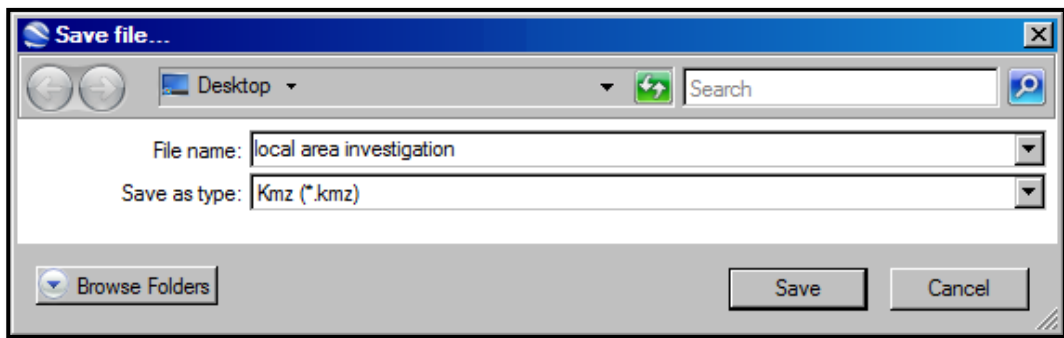 Save file...
Desktop Search
File name: local area investigation
Save as type: Kmz (*.kmz)
Browse Folders Save Cancel